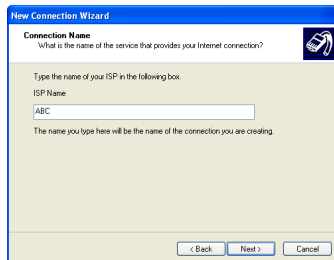 New Connection Wizard
Connection Name
What is the name of the service that provides your Internet connection?
Type the name of your ISP in the following box.
ISP Name
ABC
The name you type here will be the name of the connection you are creating.
< Back
Next >
Cancel